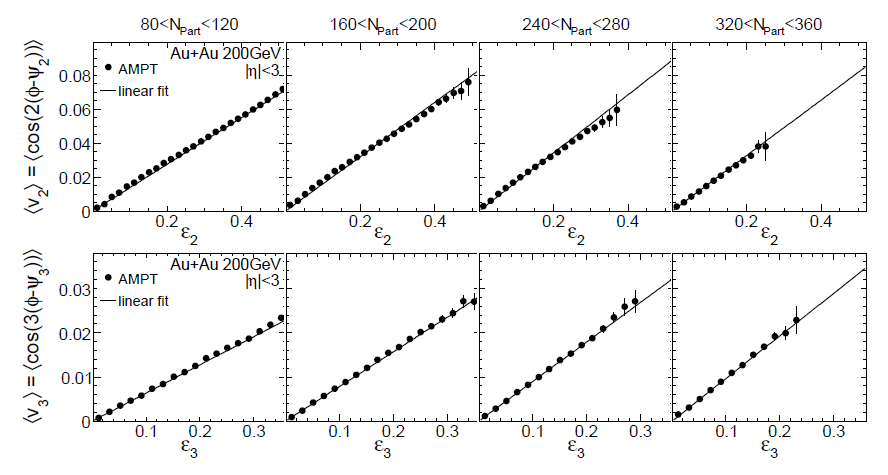 80<N_Part<120 160<N_Part<200 240<N_Part<280 320<N_Part<360
⟨v_2⟩ = ⟨cos(2(ϕ-ψ_2))⟩
Au+Au 200GeV
AMPT |η|<3
linear fit
0.08
0.06
0.04
0.02
0
0.2 0.4 0.2 0.4 0.2 0.4 0.2 0.4
ε_2 ε_2 ε_2 ε_2
⟨v_3⟩ = ⟨cos(3(ϕ-ψ_3))⟩
Au+Au 200GeV
AMPT |η|<3
linear fit
0.03
0.02
0.01
0
0.1 0.2 0.3 0.1 0.2 0.3 0.1 0.2 0.3 0.1 0.2 0.3
ε_3 ε_3 ε_3 ε_3